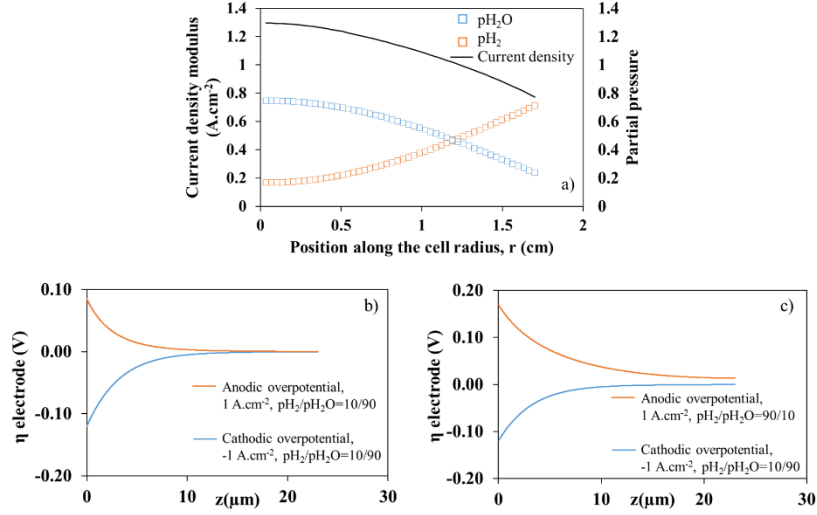 1.4
1.2
1
0.8
0.6
0.4
0.2
0
Current density modulus
(A.cm⁻²)
pH₂O
pH₂
Current density
a)
1.4
1.2
1
0.8
0.6
0.4
0.2
0
Partial pressure
0 0.5 1 1.5 2
Position along the cell radius, r (cm)
0.10
0.00
-0.10
-0.20
η electrode (V)
b)
Anodic overpotential,
1 A.cm⁻², pH₂/pH₂O=10/90
Cathodic overpotential,
-1 A.cm⁻², pH₂/pH₂O=10/90
0 10 20 30
z(μm)
0.20
0.10
0.00
-0.10
-0.20
η electrode (V)
c)
Anodic overpotential,
1 A.cm⁻², pH₂/pH₂O=90/10
Cathodic overpotential,
-1 A.cm⁻², pH₂/pH₂O=10/90
0 10 20 30
z(μm)